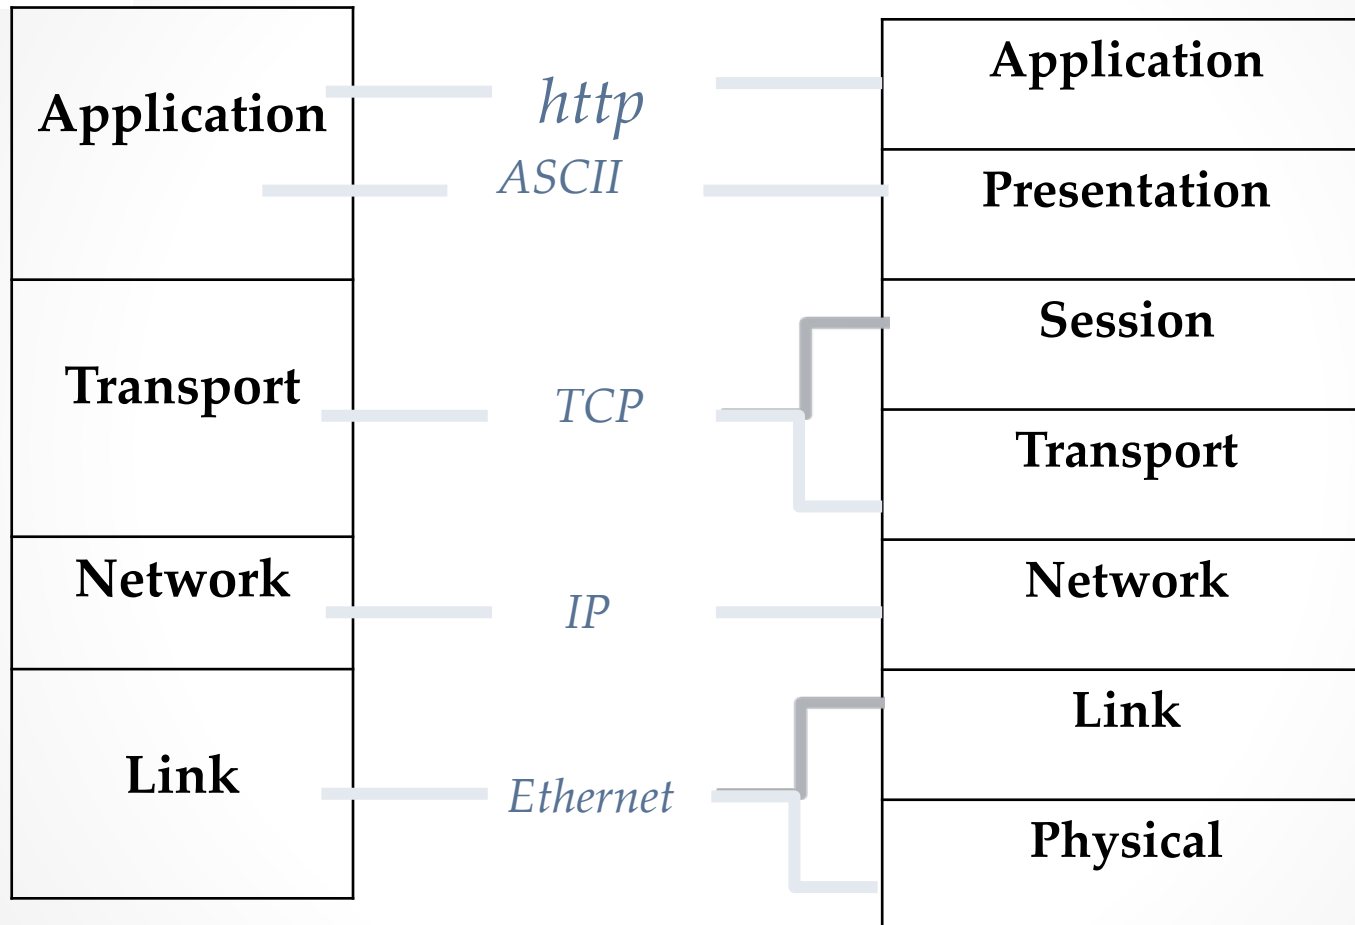 Application
Transport
Network
Link
http
ASCII
TCP
IP
Ethernet
Application
Presentation
Session
Transport
Network
Link
Physical